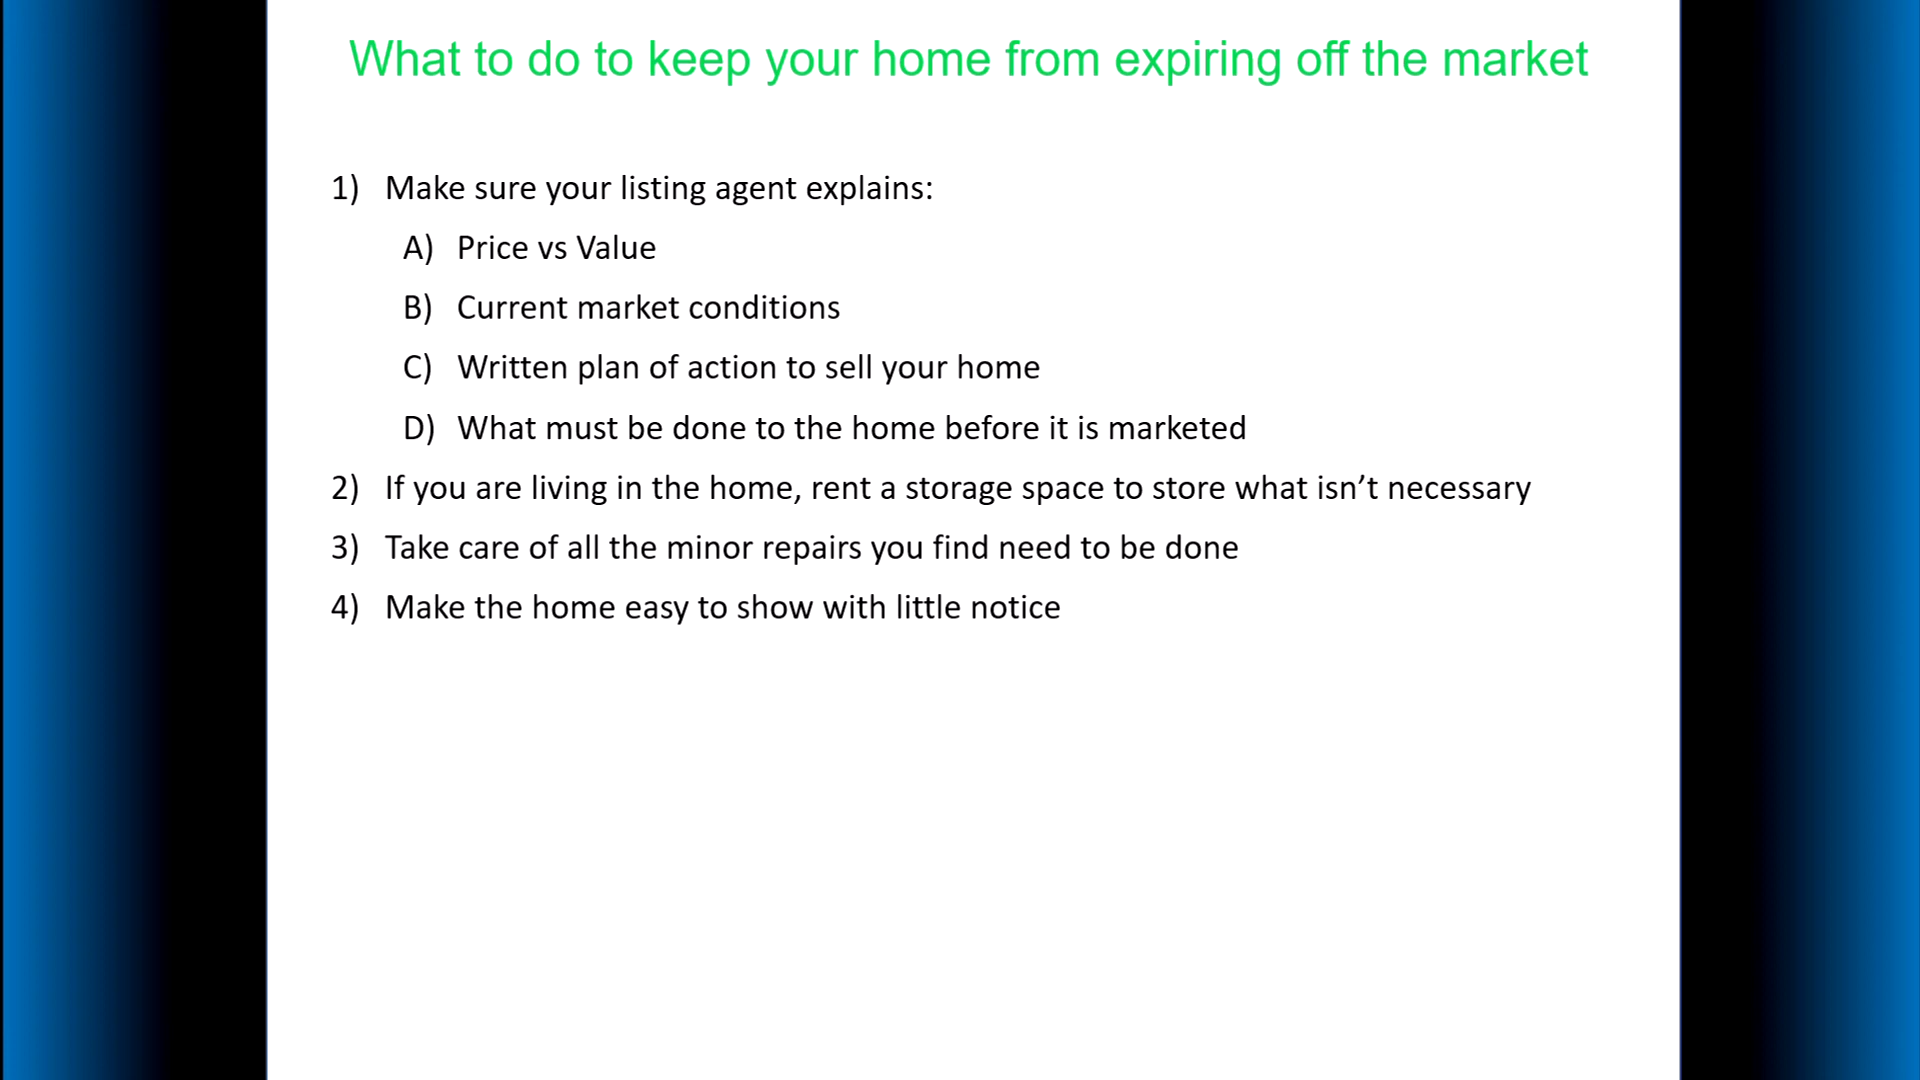 What to do to keep your home from expiring off the market
1) Make sure your listing agent explains:
A) Price vs Value
B) Current market conditions
C) Written plan of action to sell your home
D) What must be done to the home before it is marketed
2) If you are living in the home, rent a storage space to store what isn’t necessary
3) Take care of all the minor repairs you find need to be done
4) Make the home easy to show with little notice